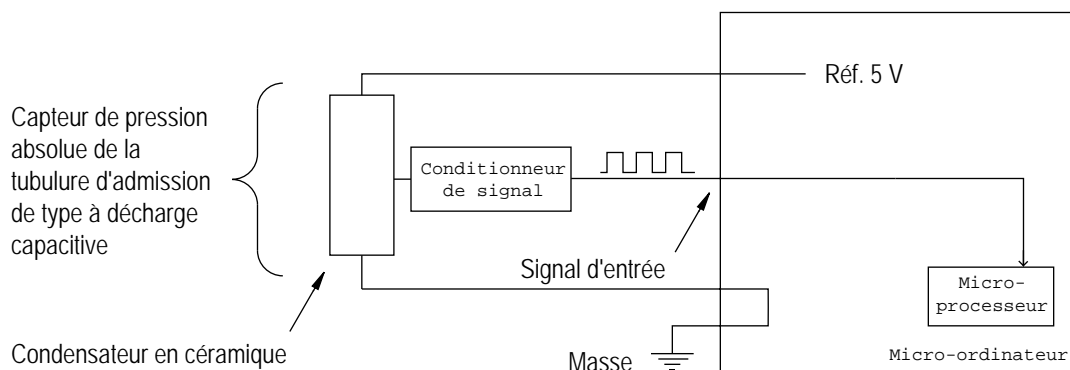 Réf. 5 V
Capteur de pression
absolue de la
tubulure d'admission
de type à décharge
capacitive
Conditionneur
de signal
Signal d'entrée
Micro-
processeur
Condensateur en céramique
Masse
Micro-ordinateur